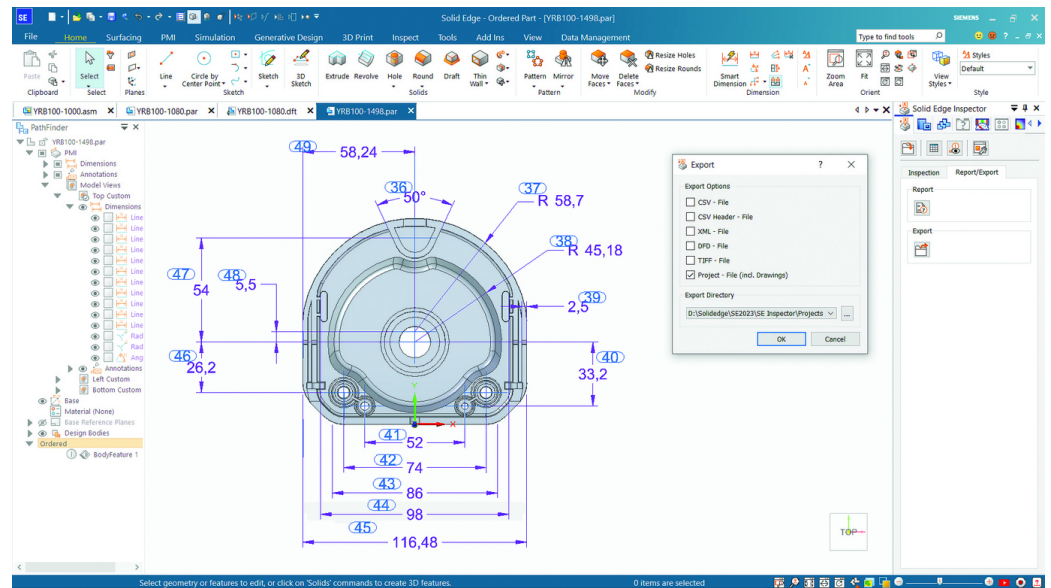 SE
Solid Edge - Ordered Part - [YRB100-1498.par]
SIEMENS
File Home Surfacing PMI Simulation Generative Design 3D Print Inspect Tools Add Ins View Data Management
Type to find tools
Paste Select Line Circle by Center Point Sketch 3D Sketch Extrude Revolve Hole Round Draft Thin Wall Pattern Mirror Move Faces Delete Faces Resize Holes Resize Rounds Smart Dimension Zoom Area Fit View Styles Styles Default
Clipboard Select Planes Sketch Solids Pattern Modify Dimension Orient Style
YRB100-1000.asm YRB100-1080.par YRB100-1080.dft YRB100-1498.par
Solid Edge Inspector
PathFinder
YRB100-1498.par
PMI
Dimensions
Annotations
Model Views
Top Custom
Dimensions
Line
Line
Line
Line
Line
Line
Line
Line
Line
Line
Line
Rad
Rad
Ang
Annotations
Left Custom
Bottom Custom
Base
Material (None)
Base Reference Planes
Design Bodies
Ordered
BodyFeature 1
49
58,24
36
50°
37
R 58,7
38
R 45,18
47
54
48
5,5
39
2,5
46
26,2
40
33,2
Y
X
41
52
42
74
43
86
44
98
45
116,48
TOP
Export
?
Export Options
CSV - File
CSV Header - File
XML - File
DFD - File
TIFF - File
Project - File (incl. Drawings)
Export Directory
D:\Solidedge\SE2023\SE Inspector\Projects
...
OK Cancel
Inspection Report/Export
Report
Export
Select geometry or features to edit, or click on 'Solids' commands to create 3D features.
0 items are selected